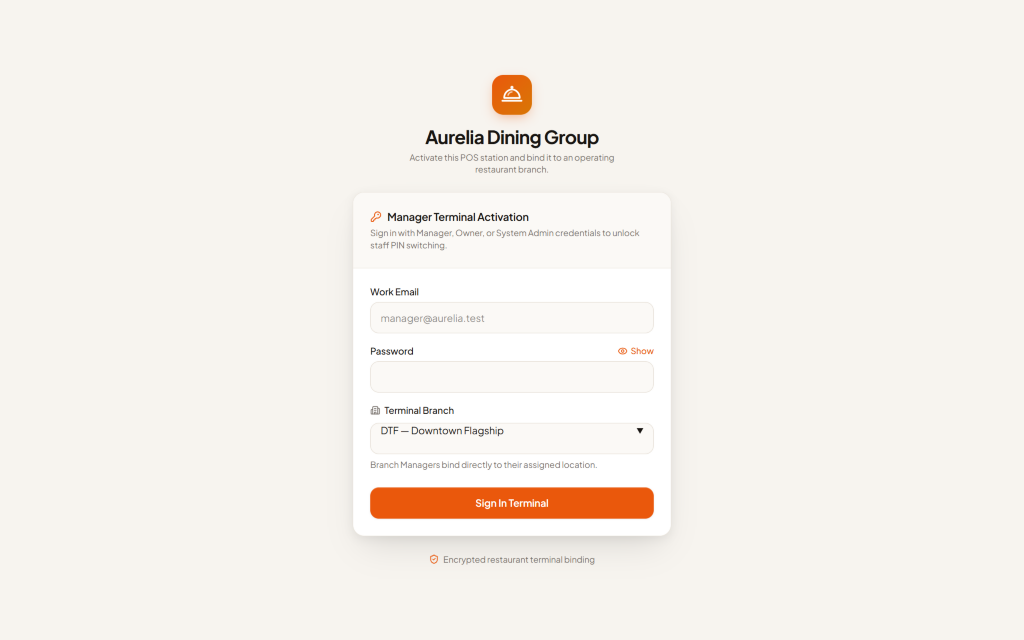 Aurelia Dining Group
Activate this POS station and bind it to an operating
restaurant branch.
Manager Terminal Activation
Sign in with Manager, Owner, or System Admin credentials to unlock
staff PIN switching.
Work Email
manager@aurelia.test
Password
Show
Terminal Branch
DTF — Downtown Flagship
Branch Managers bind directly to their assigned location.
Sign In Terminal
Encrypted restaurant terminal binding